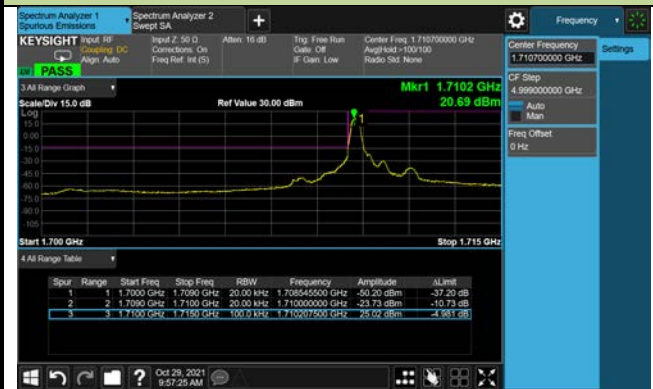 Spectrum Analyzer 1
Spurious Emissions
Spectrum Analyzer 2
Swept SA
+
Frequency
KEYSIGHT
Input: RF
Coupling: DC
Align: Auto
Input Z: 50 Ω
Corrections: On
Freq Ref: Int (S)
Atten: 16 dB
Trig: Free Run
Gate: Off
IF Gain: Low
Center Freq: 1.710700000 GHz
Avg|Hold:>100/100
Radio Std: None
PASS
Center Frequency
1.710700000 GHz
Settings
CF Step
4.999000000 GHz
Auto
Man
Freq Offset
0 Hz
3 All Range Graph
Mkr1 1.7102 GHz
20.69 dBm
Scale/Div 15.0 dB
Ref Value 30.00 dBm
Log
15.0
0.00
-15.0
-30.0
-45.0
-60.0
-75.0
-90.0
-105
1
Start 1.700 GHz
Stop 1.715 GHz
4 All Range Table
Spur Range Start Freq Stop Freq RBW Frequency Amplitude ΔLimit
1 1 1.7000 GHz 1.7090 GHz 20.00 kHz 1.708545500 GHz -50.20 dBm -37.20 dB
2 2 1.7090 GHz 1.7100 GHz 20.00 kHz 1.710000000 GHz -23.73 dBm -10.73 dB
3 3 1.7100 GHz 1.7150 GHz 100.0 kHz 1.710207500 GHz 25.02 dBm -4.981 dB
?
Oct 29, 2021
9:57:25 AM